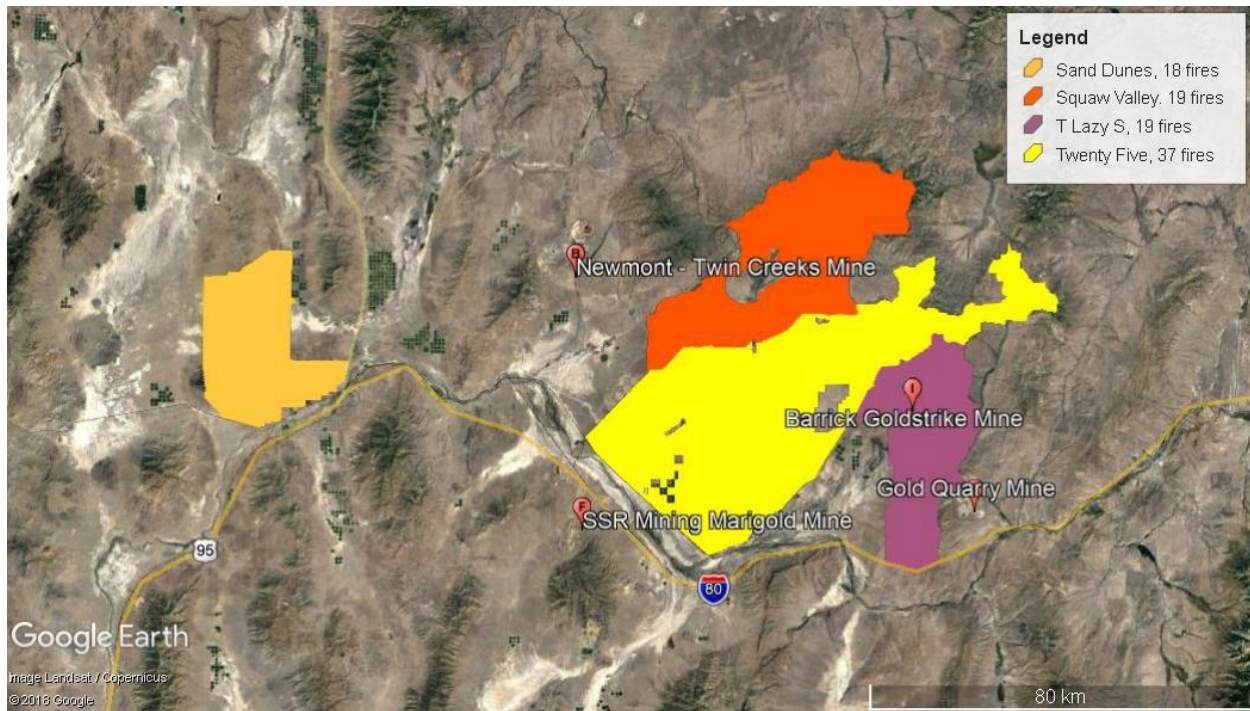 Legend
Sand Dunes, 18 fires
Squaw Valley. 19 fires
T Lazy S, 19 fires
Twenty Five, 37 fires
B
Newmont - Twin Creeks Mine
I
Barrick Goldstrike Mine
Gold Quarry Mine
F
SSR Mining Marigold Mine
95
80
Google Earth
Image Landsat / Copernicus
© 2018 Google
80 km